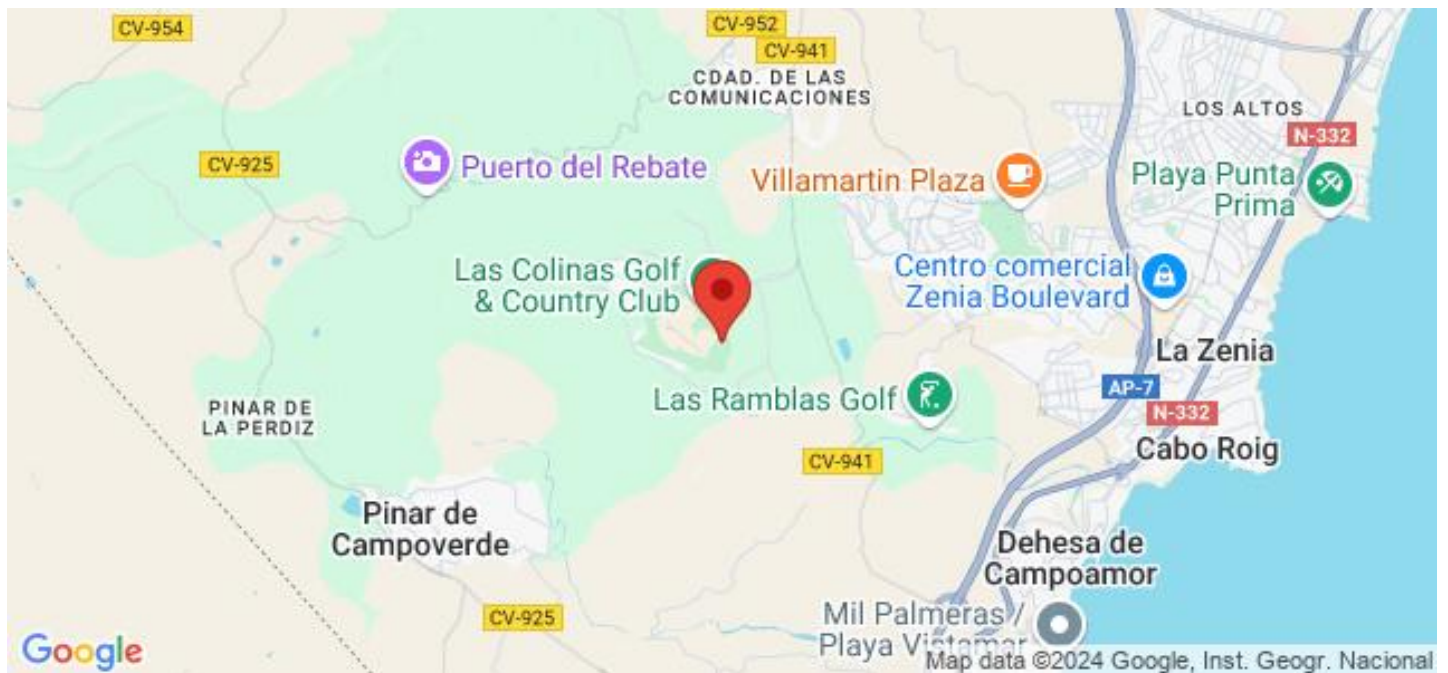 CV-954
CV-952
CV-941
CDAD. DE LAS
COMUNICACIONES
LOS ALTOS
N-332
CV-925
Puerto del Rebate
Villamartin Plaza
Playa Punta
Prima
Las Colinas Golf
& Country Club
Centro comercial
Zenia Boulevard
La Zenia
AP-7
Las Ramblas Golf
N-332
PINAR DE
LA PERDIZ
Cabo Roig
CV-941
Pinar de
Campoverde
Dehesa de
Campoamor
CV-925
Mil Palmeras /
Playa Vistamar
Google
Map data ©2024 Google, Inst. Geogr. Nacional